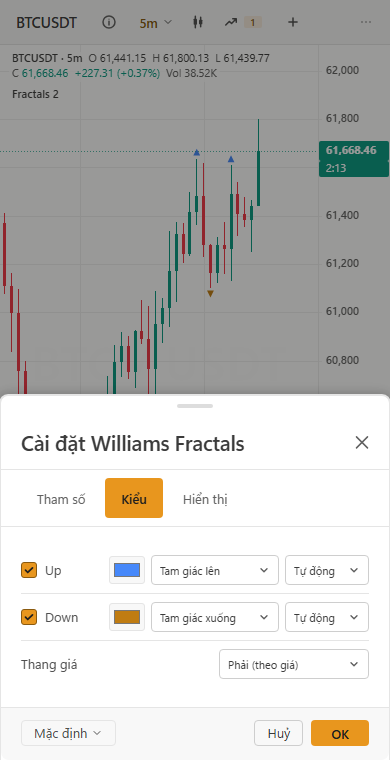 BTCUSDT 5m 1
BTCUSDT · 5m O 61,441.15 H 61,800.13 L 61,439.77
C 61,668.46 +227.31 (+0.37%) Vol 38.52K
Fractals 2
62,000
61,800
61,668.46
2:13
61,400
61,200
61,000
60,800
Cài đặt Williams Fractals
Tham số Kiểu Hiển thị
Up Tam giác lên Tự động
Down Tam giác xuống Tự động
Thang giá Phải (theo giá)
Mặc định Huỷ OK